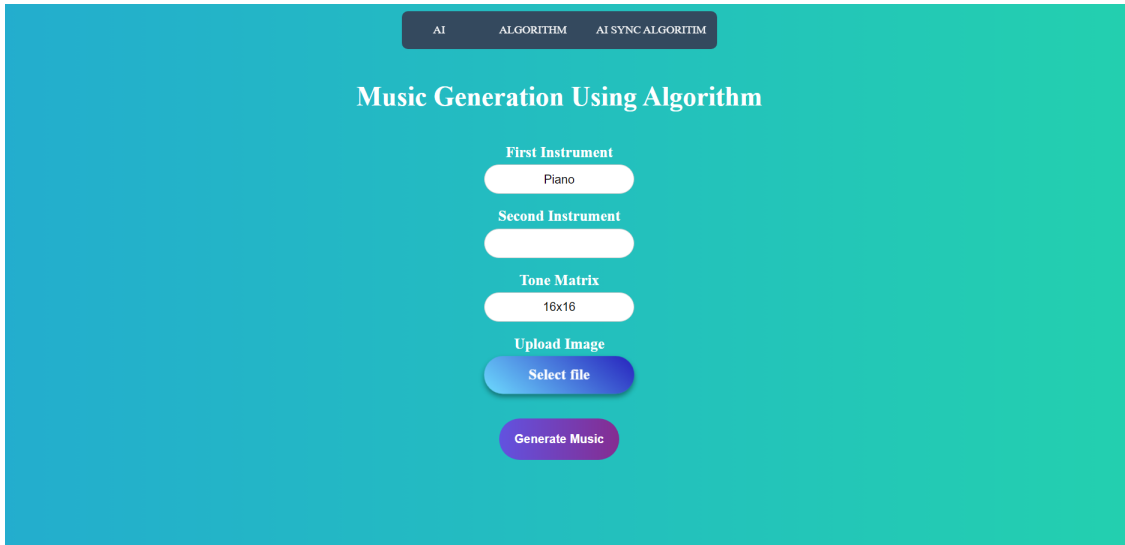 AI ALGORITHM AI SYNC ALGORITIM
Music Generation Using Algorithm
First Instrument
Piano
Second Instrument
Tone Matrix
16x16
Upload Image
Select file
Generate Music